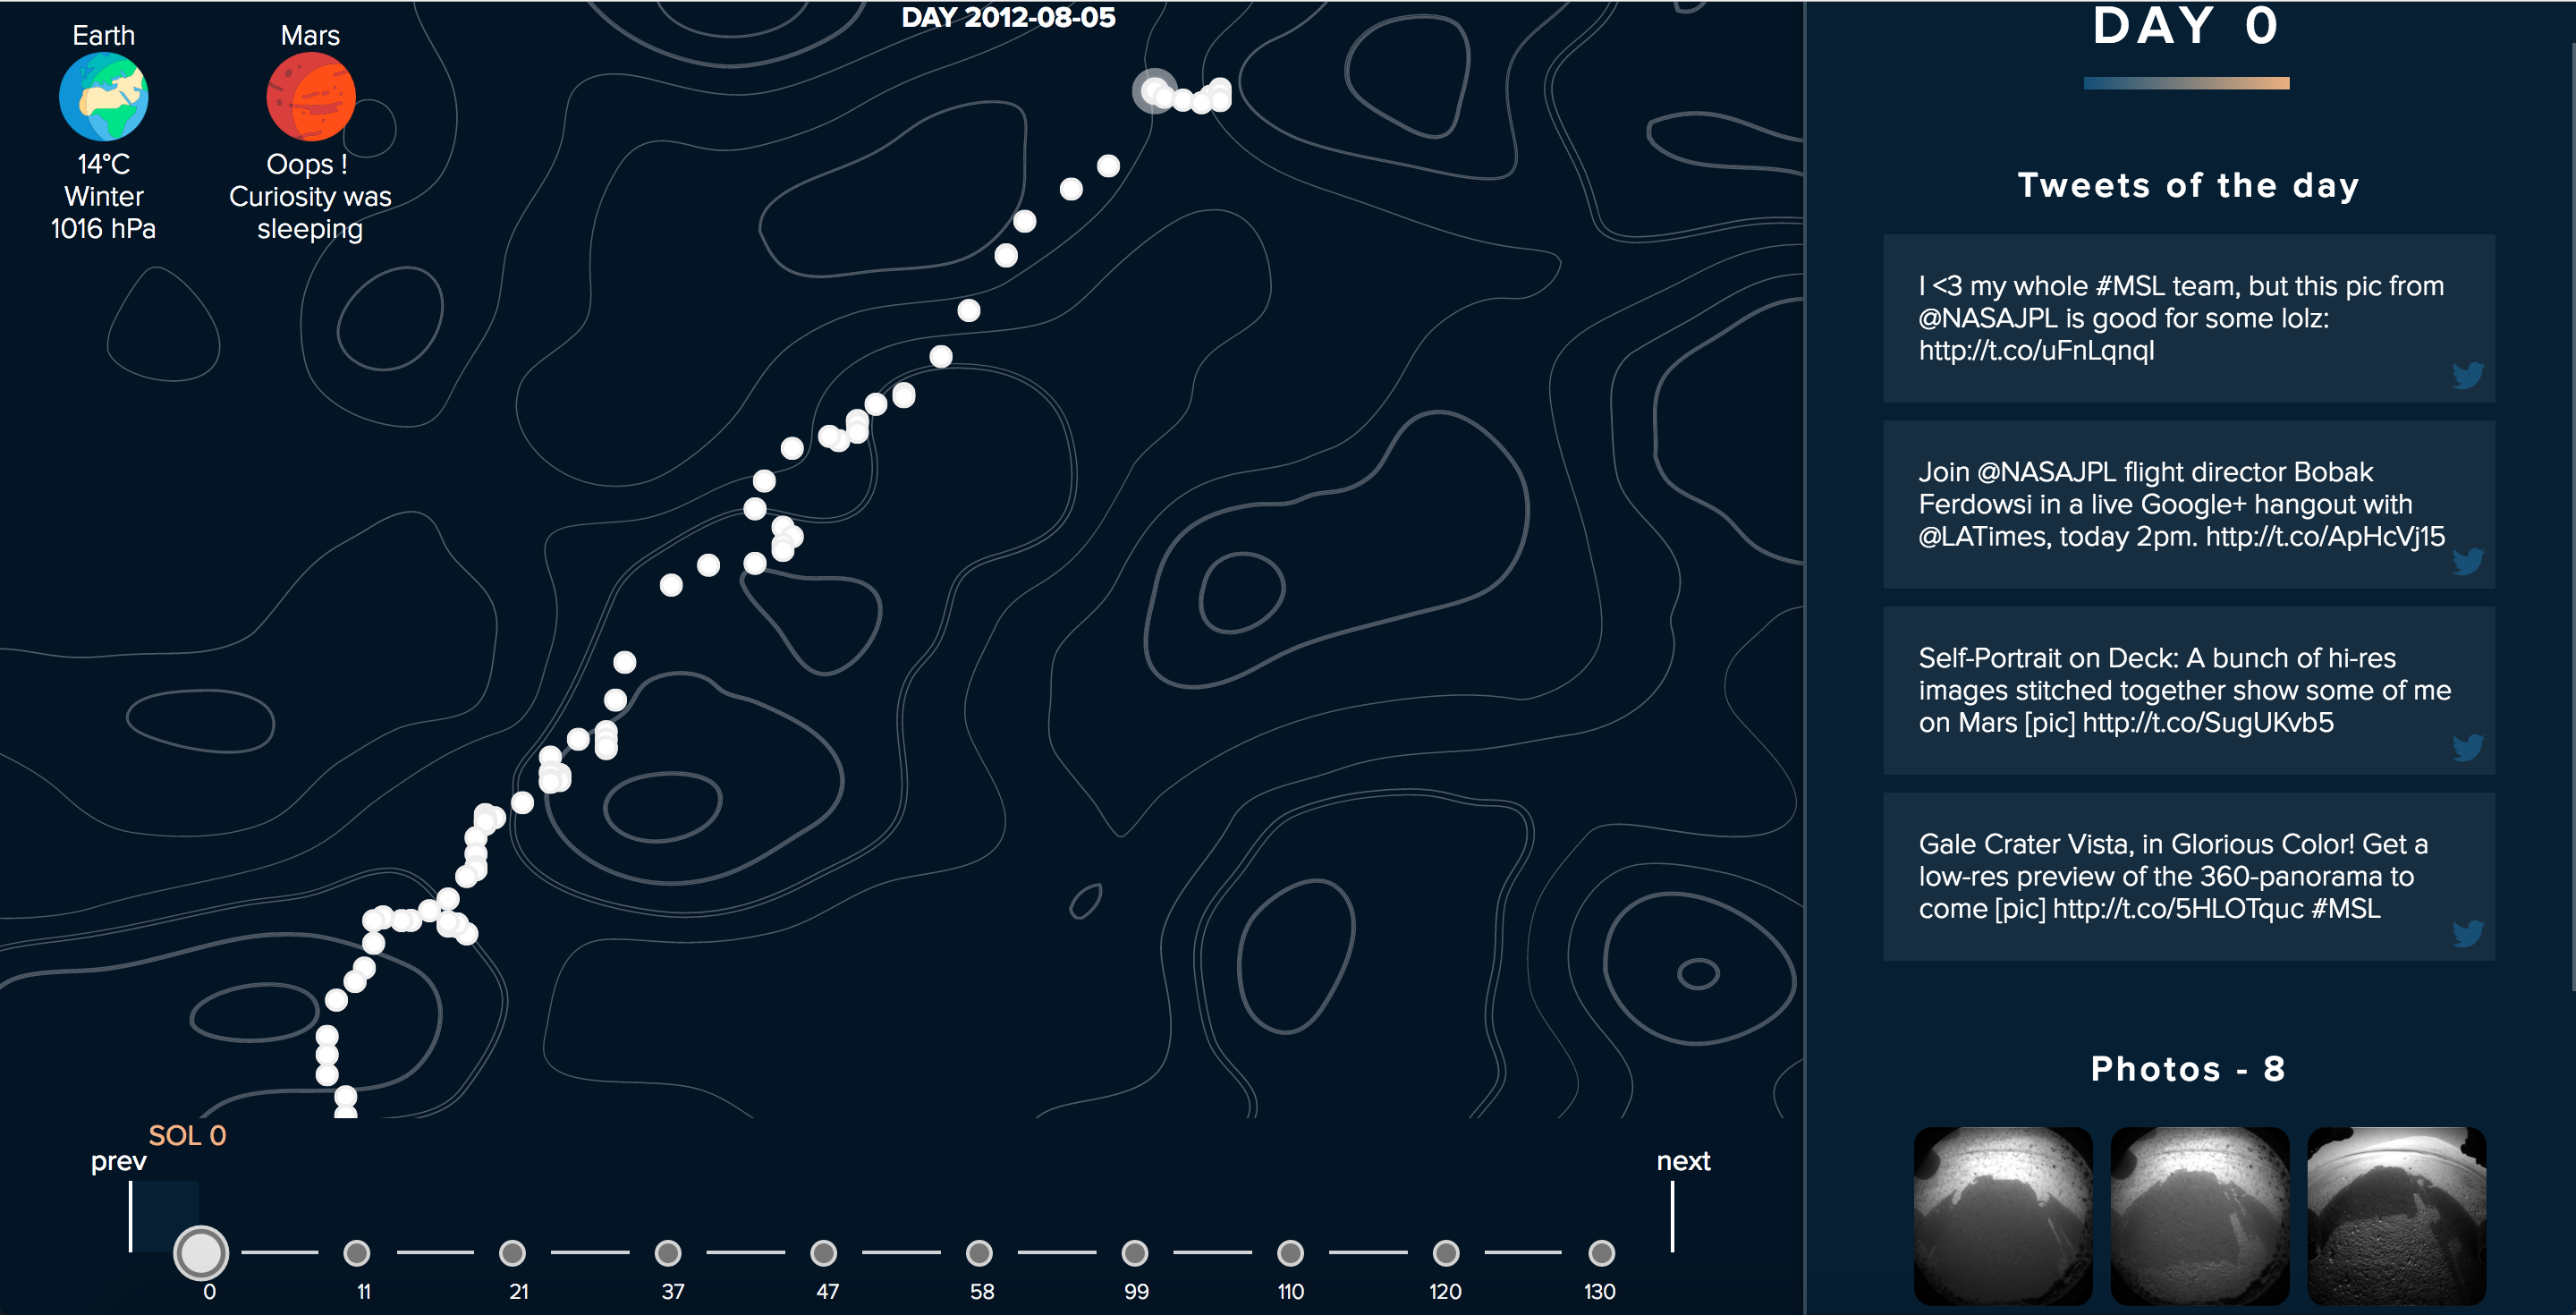 DAY 2012-08-05
Earth
14°C
Winter
1016 hPa
Mars
Oops !
Curiosity was
sleeping
SOL 0
prev
next
0
11
21
37
47
58
99
110
120
130
DAY 0
Tweets of the day
I <3 my whole #MSL team, but this pic from
@NASAJPL is good for some lolz:
http://t.co/uFnLqnqI
Join @NASAJPL flight director Bobak
Ferdowsi in a live Google+ hangout with
@LATimes, today 2pm. http://t.co/ApHcVj15
Self-Portrait on Deck: A bunch of hi-res
images stitched together show some of me
on Mars [pic] http://t.co/SugUKvb5
Gale Crater Vista, in Glorious Color! Get a
low-res preview of the 360-panorama to
come [pic] http://t.co/5HLOTquc #MSL
Photos - 8